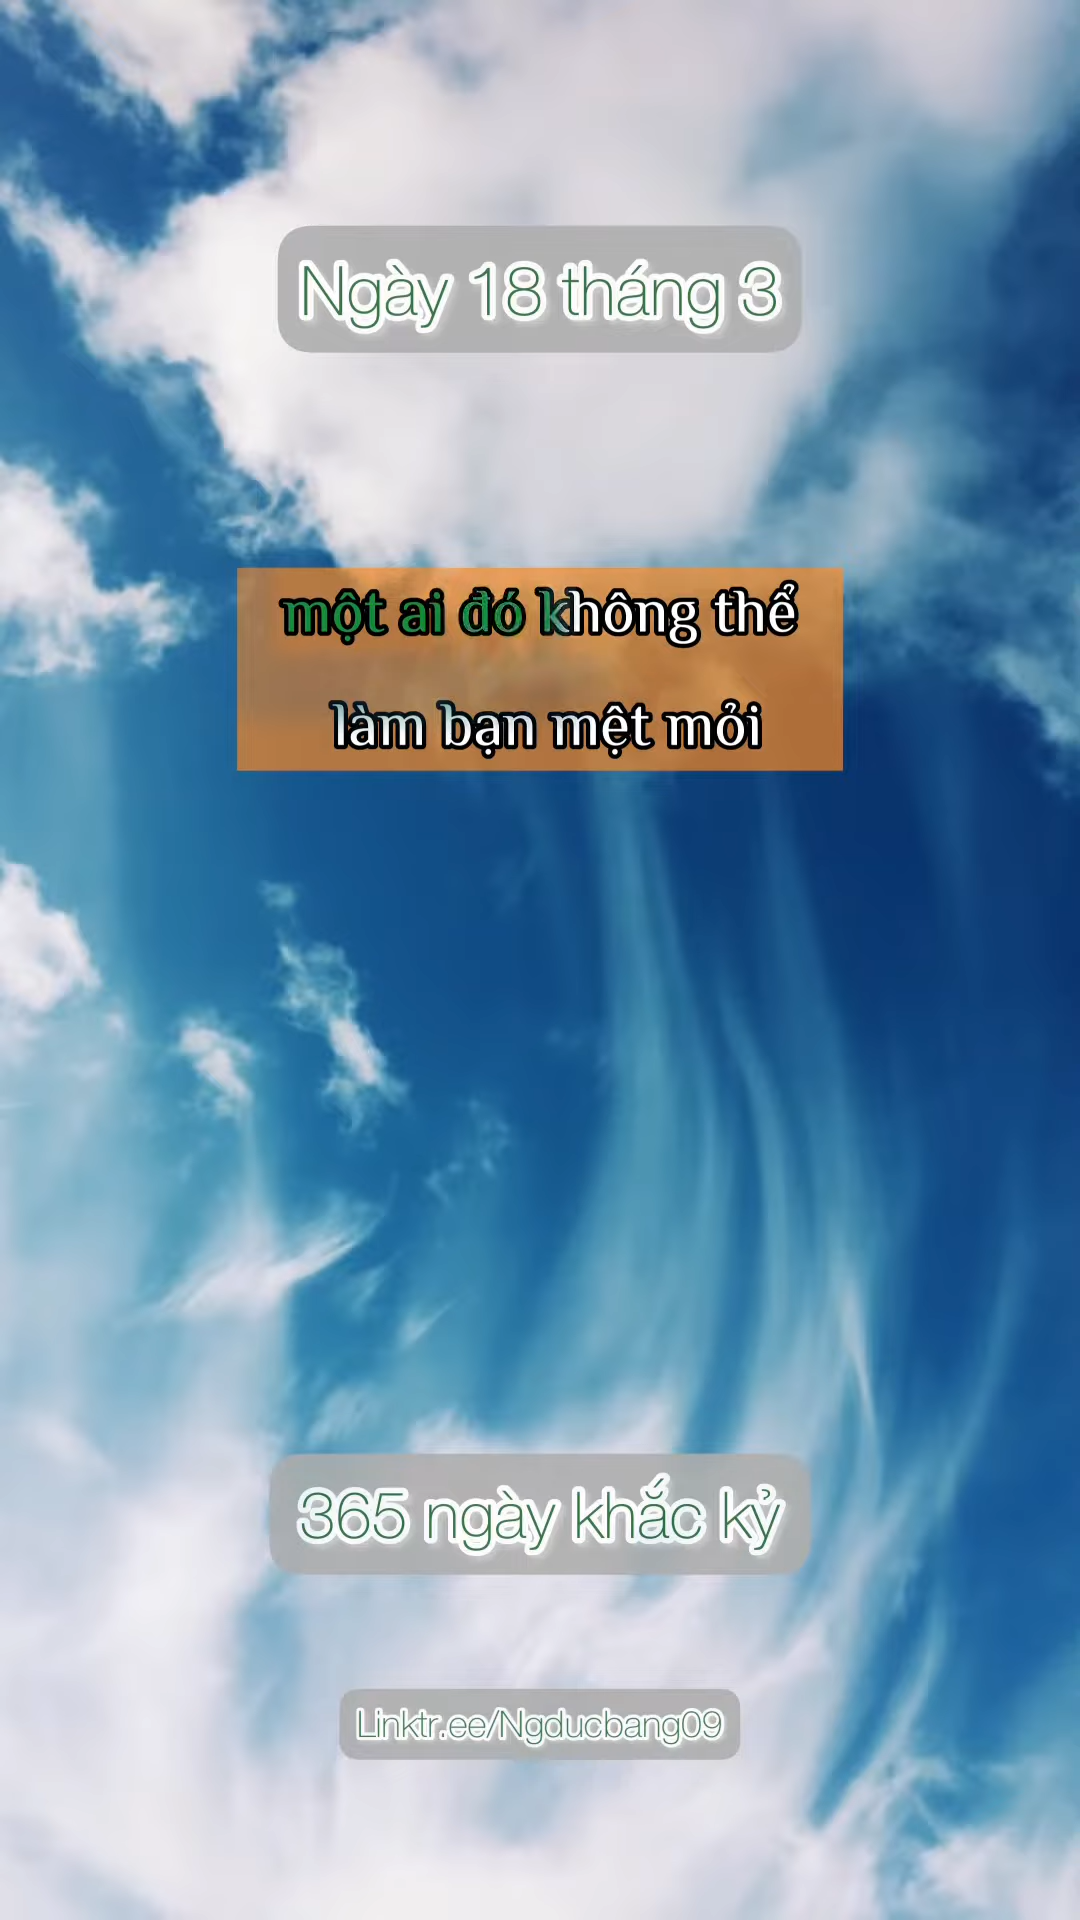 Ngày 18 tháng 3
một ai đó không thể
làm bạn mệt mỏi
365 ngày khắc kỷ
Linktr.ee/Ngducbang09